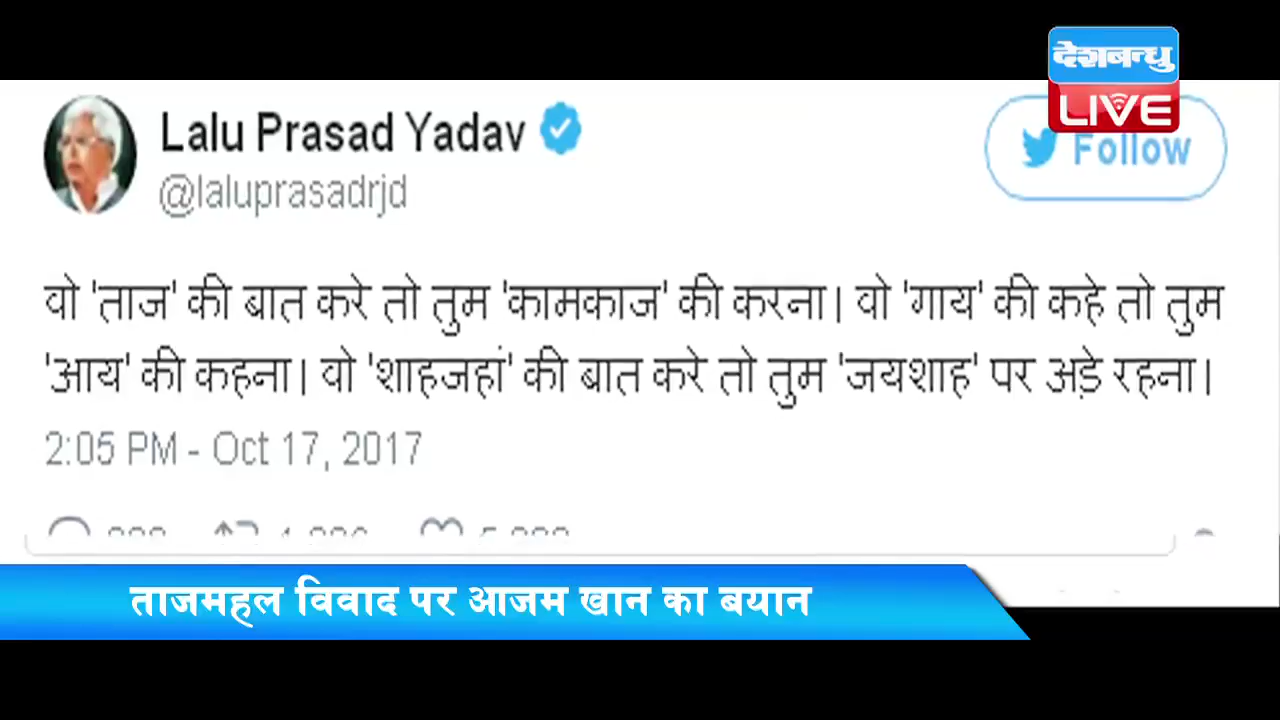 देशबन्धु
LIVE
Lalu Prasad Yadav
Follow
@laluprasadrjd
वो 'ताज' की बात करे तो तुम 'कामकाज' की करना। वो 'गाय' की कहे तो तुम
'आय' की कहना। वो 'शाहजहां' की बात करे तो तुम 'जयशाह' पर अड़े रहना।
2:05 PM - Oct 17, 2017
ताजमहल विवाद पर आजम खान का बयान